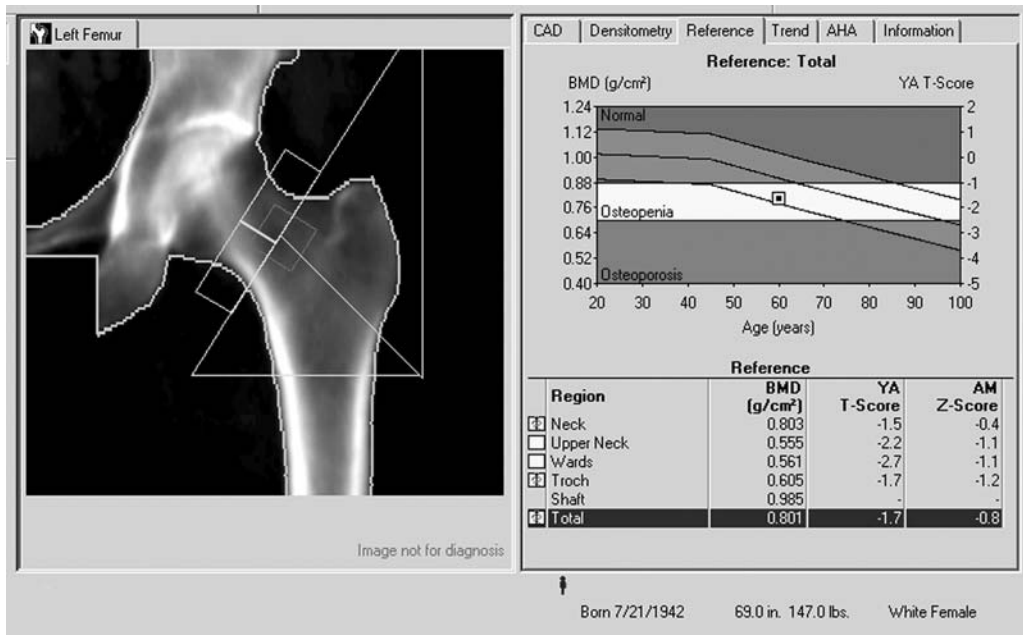 Left Femur
Image not for diagnosis
CAD Densitometry Reference Trend AHA Information
Reference: Total
BMD (g/cm²) YA T-Score
1.24 Normal 2
1.12 1
1.00 0
0.88 -1
0.76 Osteopenia -2
0.64 -3
0.52 -4
0.40 Osteoporosis -5
20 30 40 50 60 70 80 90 100
Age (years)
Reference
Region BMD (g/cm²) YA T-Score AM Z-Score
Neck 0.803 -1.5 -0.4
Upper Neck 0.555 -2.2 -1.1
Wards 0.561 -2.7 -1.1
Troch 0.605 -1.7 -1.2
Shaft 0.985 - -
Total 0.801 -1.7 -0.8
Born 7/21/1942 69.0 in. 147.0 lbs. White Female